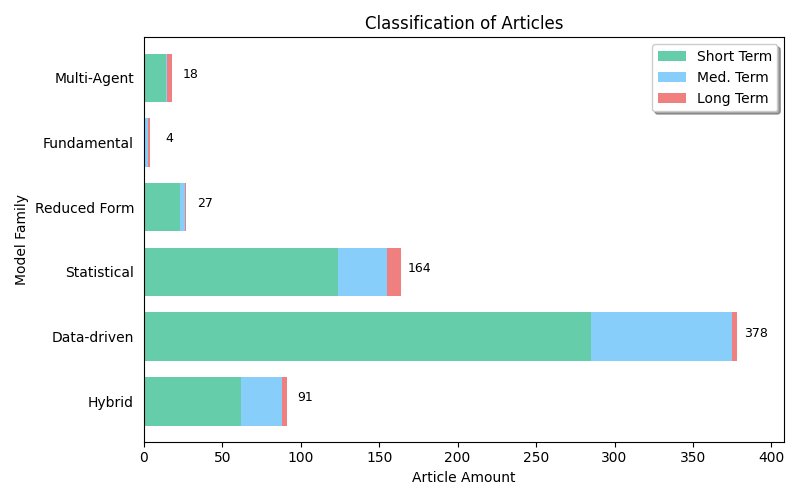 Classification of Articles
Short Term
Med. Term
Long Term
Multi-Agent
18
Fundamental
4
Reduced Form
27
Statistical
164
Data-driven
378
Hybrid
91
Model Family
0 50 100 150 200 250 300 350 400
Article Amount